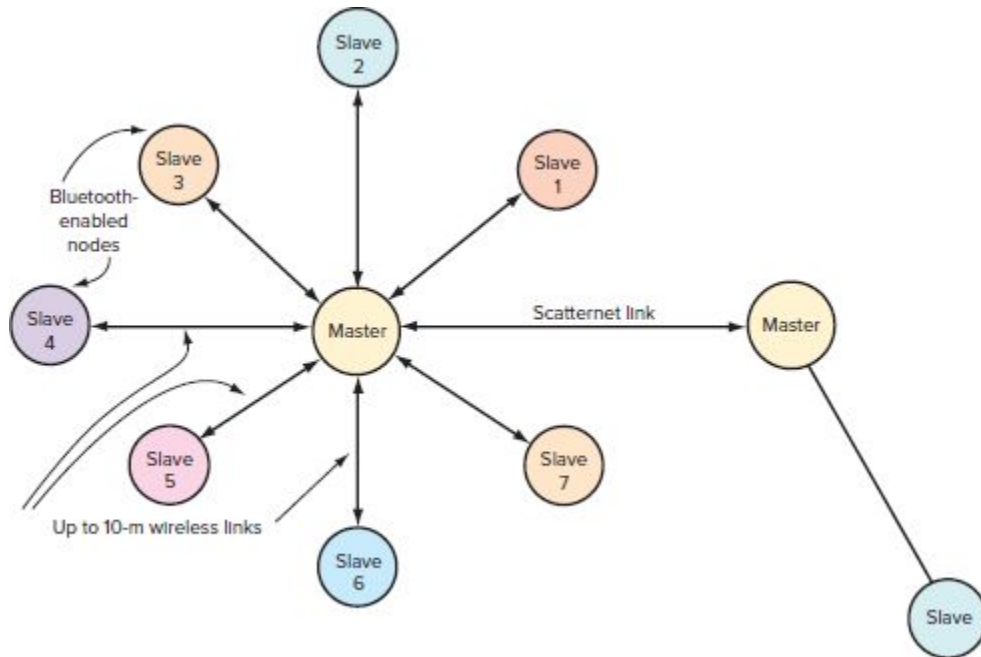 Slave
2
Slave
3
Slave
1
Bluetooth-
enabled
nodes
Slave
4
Master
Scatternet link
Master
Slave
5
Slave
7
Up to 10-m wireless links
Slave
6
Slave